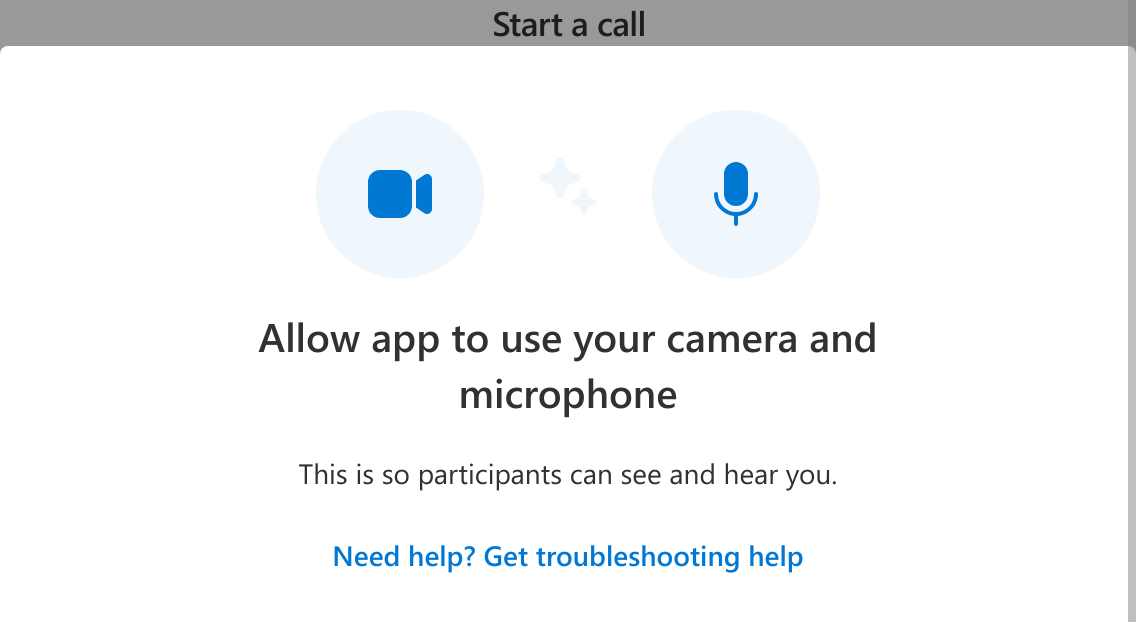 Start a call
Allow app to use your camera and
microphone
This is so participants can see and hear you.
Need help? Get troubleshooting help